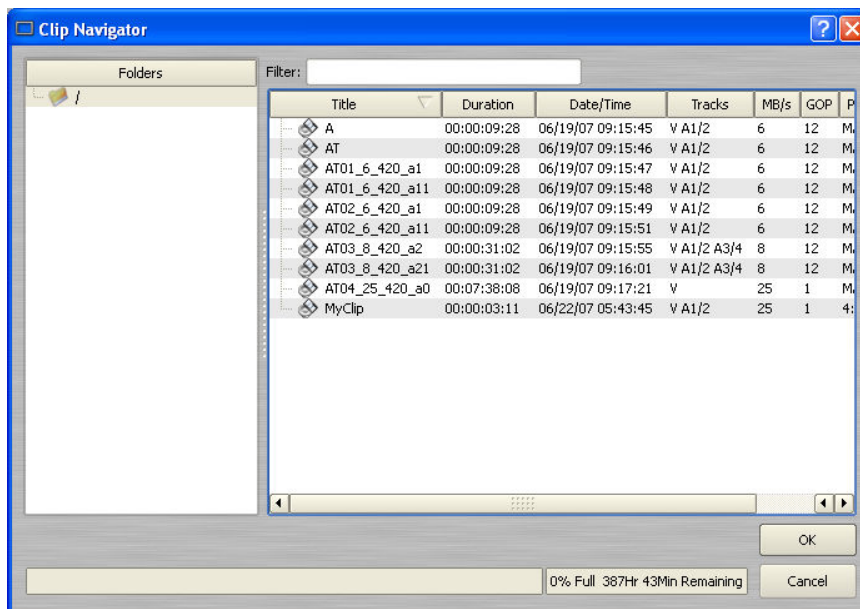 Clip Navigator
Folders
/
Filter:
Title Duration Date/Time Tracks MB/s GOP P
A 00:00:09:28 06/19/07 09:15:45 V A1/2 6 12 M
AT 00:00:09:28 06/19/07 09:15:46 V A1/2 6 12 M
AT01_6_420_a1 00:00:09:28 06/19/07 09:15:47 V A1/2 6 12 M
AT01_6_420_a11 00:00:09:28 06/19/07 09:15:48 V A1/2 6 12 M
AT02_6_420_a1 00:00:09:28 06/19/07 09:15:49 V A1/2 6 12 M
AT02_6_420_a11 00:00:09:28 06/19/07 09:15:51 V A1/2 6 12 M
AT03_8_420_a2 00:00:31:02 06/19/07 09:15:55 V A1/2 A3/4 8 12 M
AT03_8_420_a21 00:00:31:02 06/19/07 09:16:01 V A1/2 A3/4 8 12 M
AT04_25_420_a0 00:07:38:08 06/19/07 09:17:21 V 25 1 M
MyClip 00:00:03:11 06/22/07 05:43:45 V A1/2 25 1 4:
OK
0% Full 387Hr 43Min Remaining
Cancel